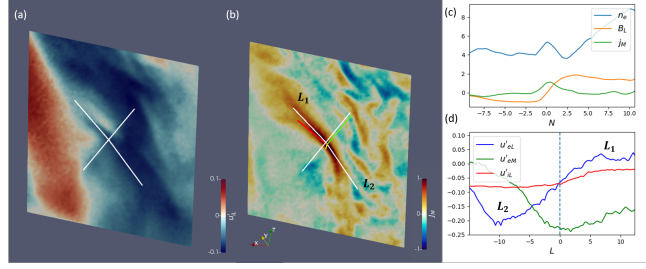 (a)
0.1
0.0
-0.1
u'iL
(b)
L1
L2
X
Y
Z
1
0
-1
jM
(c)
ne
BL
jM
8
6
4
2
0
-7.5 -5.0 -2.5 0.0 2.5 5.0 7.5 10.0
N
(d)
0.05
0.00
-0.05
-0.10
-0.15
-0.20
-0.25
u'eL
u'eM
u'iL
L1
L2
-10 -5 0 5 10
L